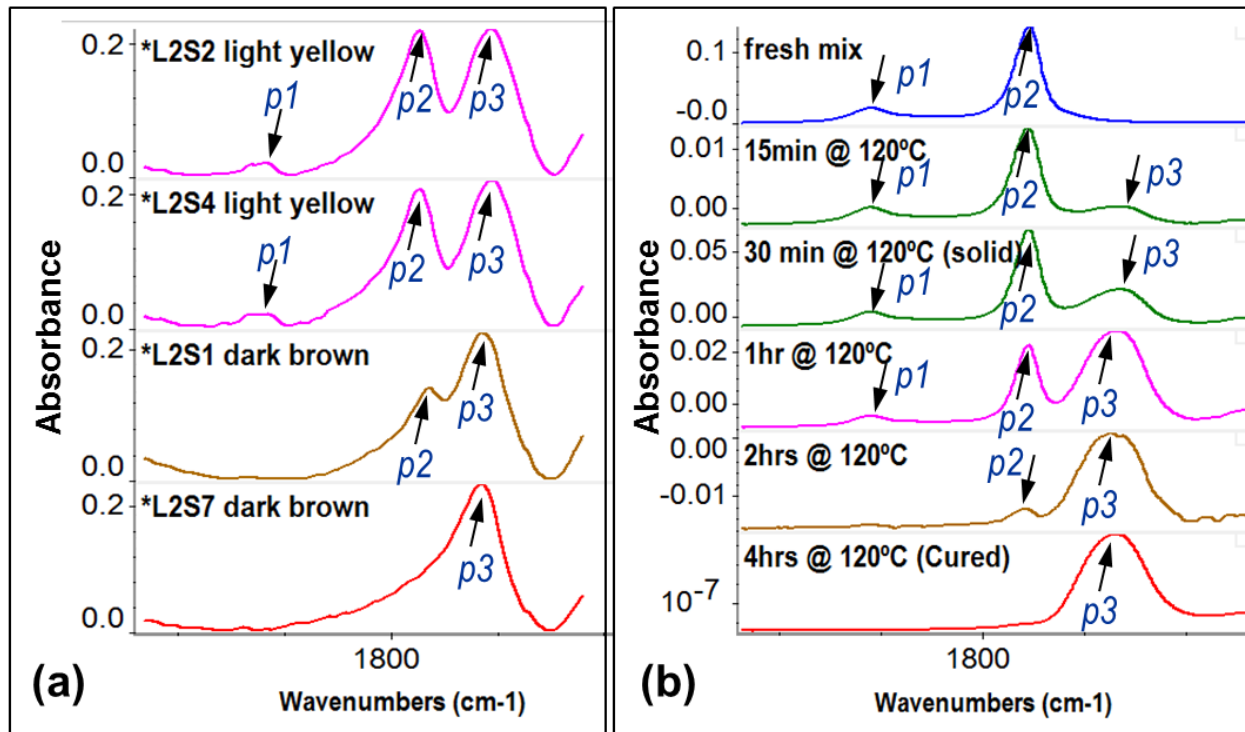 *L2S2 light yellow
0.2
p1
p2
p3
0.0
*L2S4 light yellow
0.2
p1
p2
p3
0.0
*L2S1 dark brown
0.2
p2
p3
0.0
*L2S7 dark brown
0.2
p3
0.0
Absorbance
1800
(a)
Wavenumbers (cm-1)
fresh mix
0.1
p1
p2
-0.0
15min @ 120ºC
0.01
p1
p2
p3
0.00
30 min @ 120ºC (solid)
0.05
p1
p2
p3
0.00
1hr @ 120ºC
0.02
p1
p2
p3
0.00
2hrs @ 120ºC
0.00
p2
p3
-0.01
4hrs @ 120ºC (Cured)
10-7
p3
Absorbance
1800
(b)
Wavenumbers (cm-1)